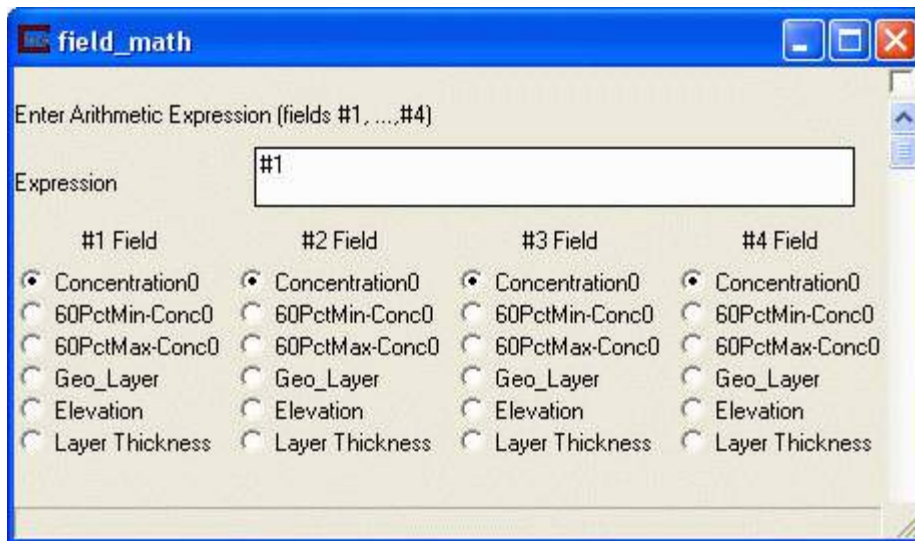 field_math
Enter Arithmetic Expression (fields #1, ...,#4)
Expression #1
#1 Field #2 Field #3 Field #4 Field
Concentration0 Concentration0 Concentration0 Concentration0
60PctMin-Conc0 60PctMin-Conc0 60PctMin-Conc0 60PctMin-Conc0
60PctMax-Conc0 60PctMax-Conc0 60PctMax-Conc0 60PctMax-Conc0
Geo_Layer Geo_Layer Geo_Layer Geo_Layer
Elevation Elevation Elevation Elevation
Layer Thickness Layer Thickness Layer Thickness Layer Thickness